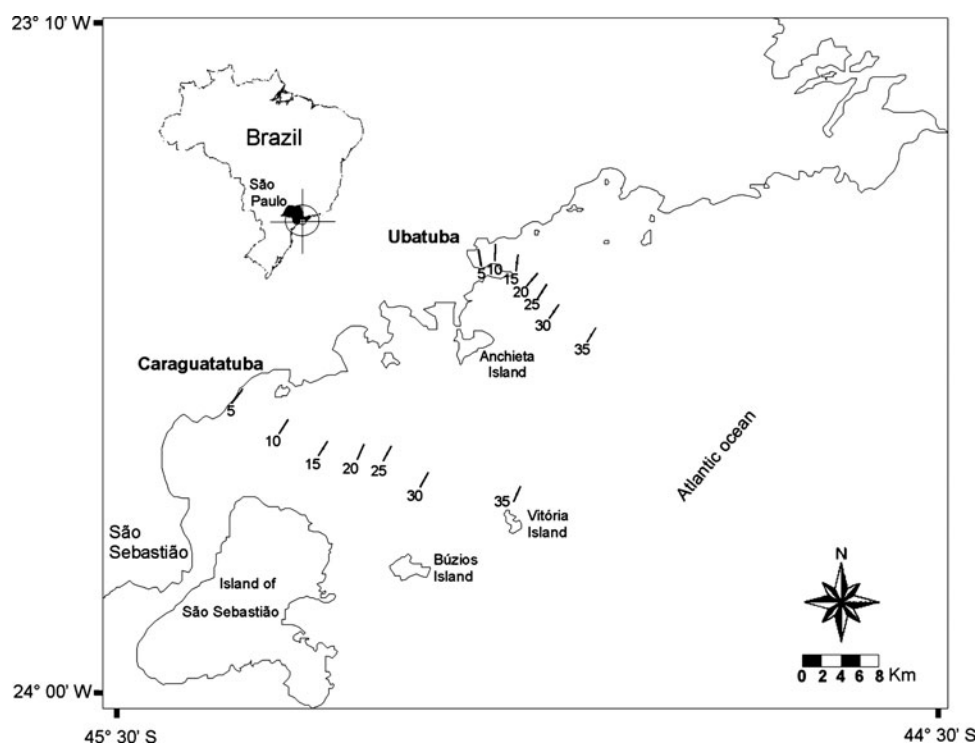 23° 10' W
Brazil
São
Paulo
Ubatuba
5
10
15
20
25
30
35
Anchieta
Island
Caraguatatuba
5
10
15
20
25
30
35
Atlantic ocean
Vitória
Island
Búzios
Island
São
Sebastião
Island of
São Sebastião
N
0 2 4 6 8 Km
24° 00' W
45° 30' S
44° 30' S